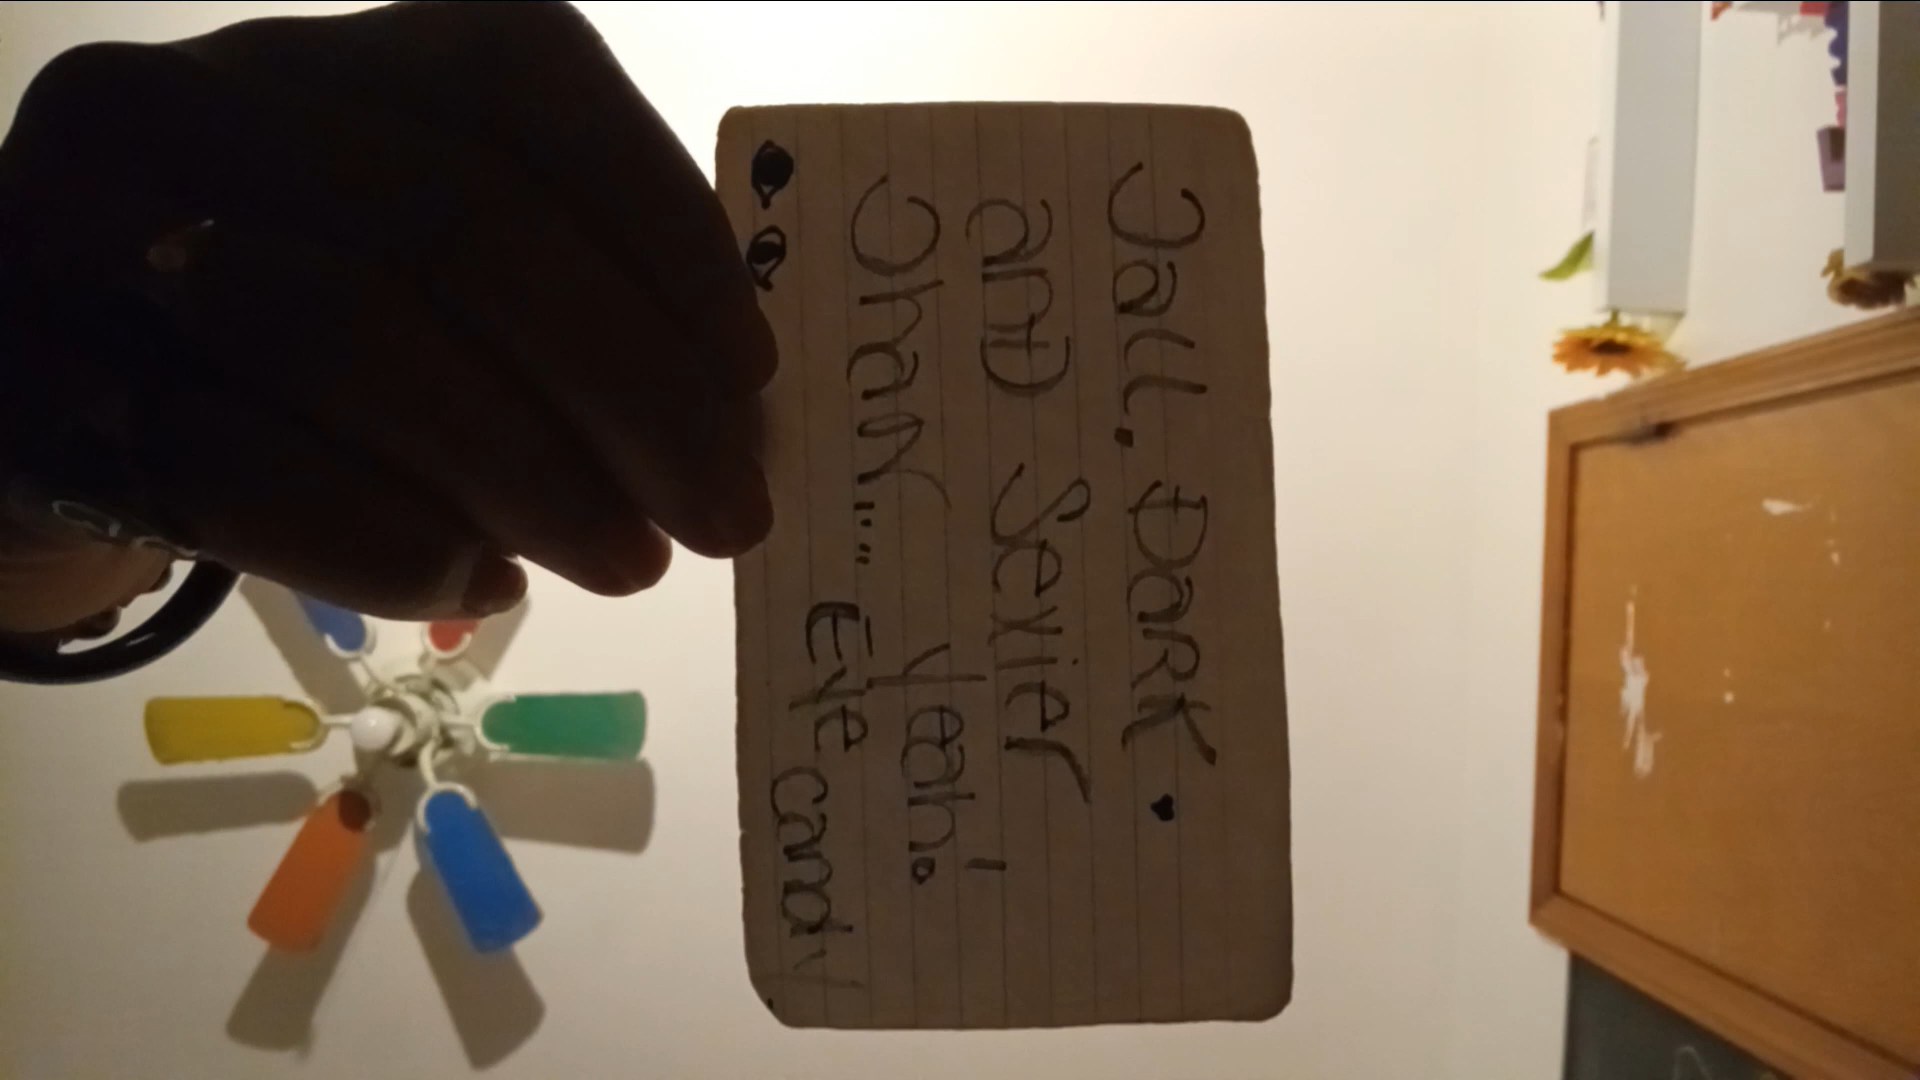 Tall. Dark
and Sexier
Than.... Yeah!
Eye candy